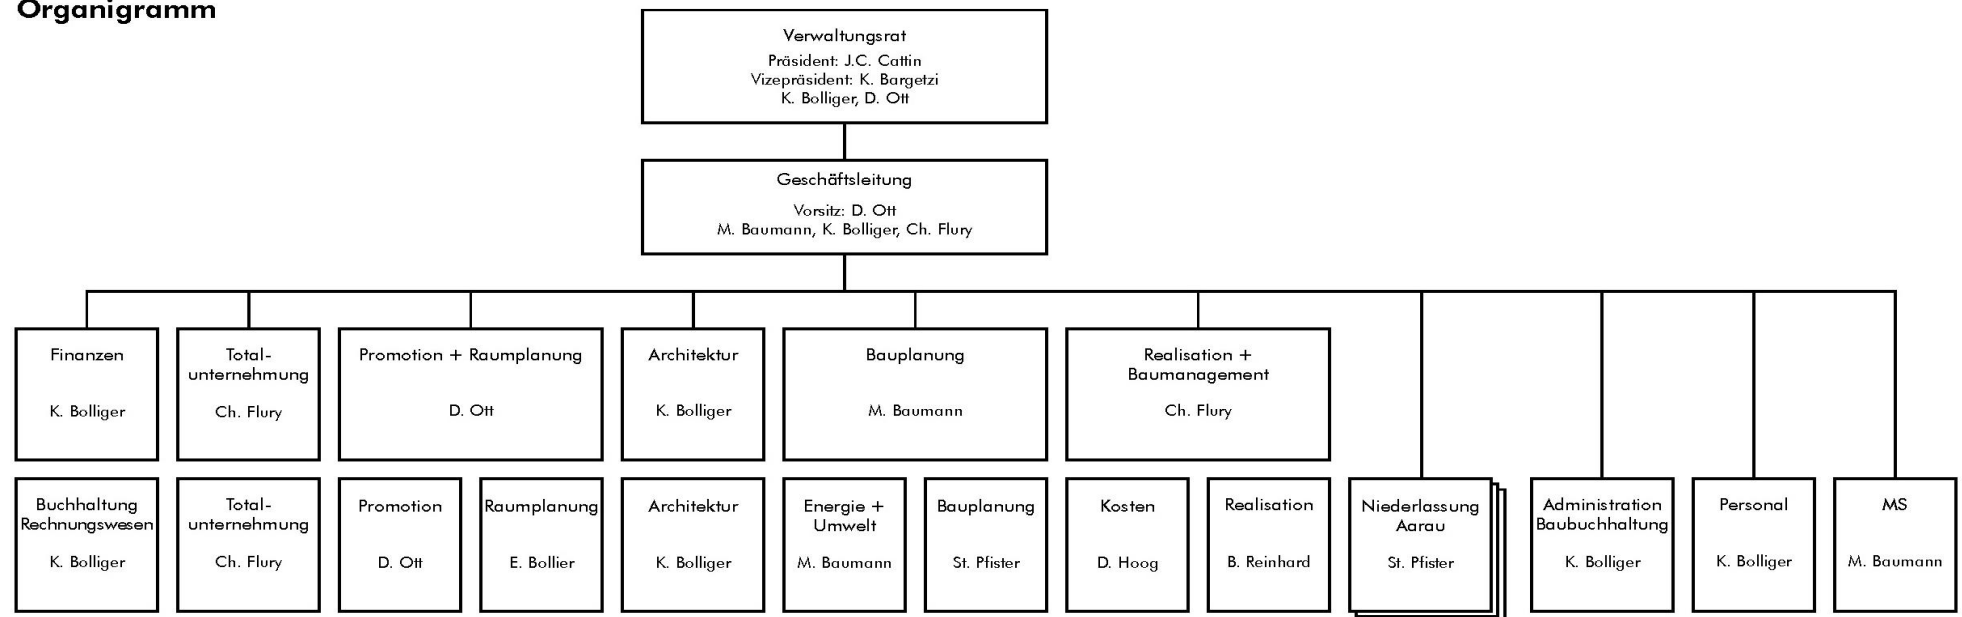 Organigramm
Verwaltungsrat
Präsident: J.C. Cattin
Vizepräsident: K. Bargetzi
K. Bolliger, D. Ott
Geschäftsleitung
Vorsitz: D. Ott
M. Baumann, K. Bolliger, Ch. Flury
Finanzen
K. Bolliger
Total-
unternehmung
Ch. Flury
Promotion + Raumplanung
D. Ott
Architektur
K. Bolliger
Bauplanung
M. Baumann
Realisation +
Baumanagement
Ch. Flury
Buchhaltung
Rechnungswesen
K. Bolliger
Total-
unternehmung
Ch. Flury
Promotion
D. Ott
Raumplanung
E. Bollier
Architektur
K. Bolliger
Energie +
Umwelt
M. Baumann
Bauplanung
St. Pfister
Kosten
D. Hoog
Realisation
B. Reinhard
Niederlassung
Aarau
St. Pfister
Administration
Baubuchhaltung
K. Bolliger
Personal
K. Bolliger
MS
M. Baumann